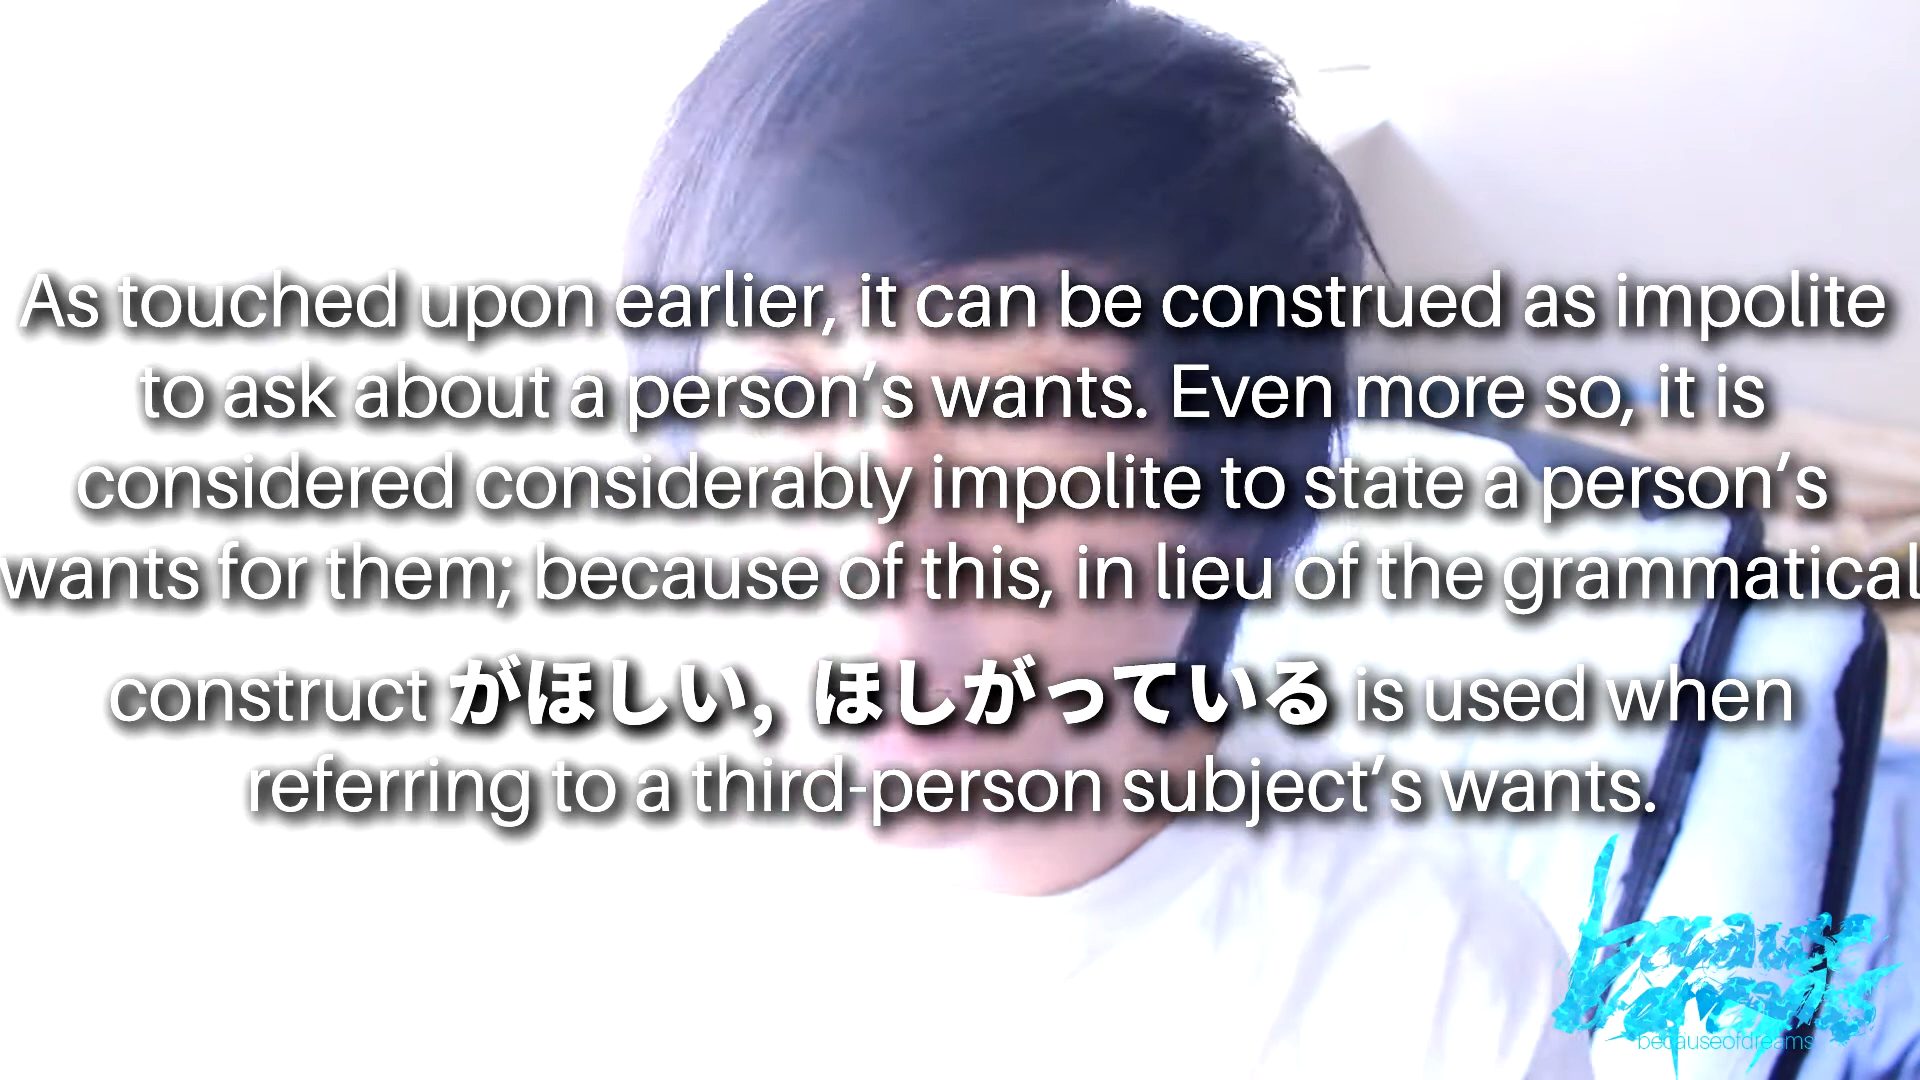 As touched upon earlier, it can be construed as impolite
to ask about a person’s wants. Even more so, it is
considered considerably impolite to state a person’s
wants for them; because of this, in lieu of the grammatical
construct がほしい, ほしがっている is used when
referring to a third-person subject’s wants.
because
of dreams
becauseofdreams